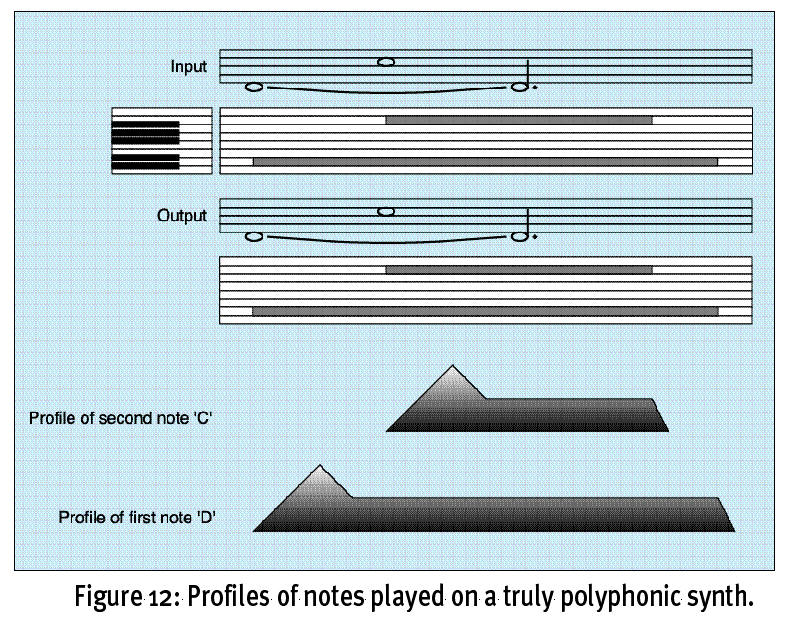 Input
Output
Profile of second note 'C'
Profile of first note 'D'
Figure 12: Profiles of notes played on a truly polyphonic synth.